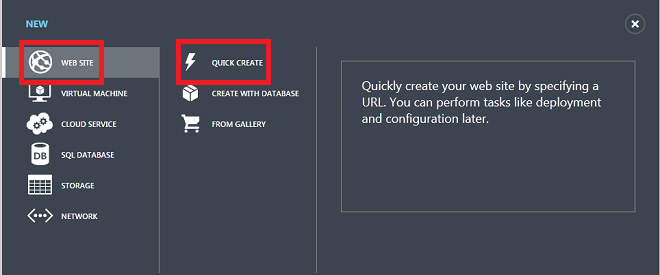 NEW
WEB SITE
VIRTUAL MACHINE
CLOUD SERVICE
DB
SQL DATABASE
STORAGE
NETWORK
QUICK CREATE
CREATE WITH DATABASE
FROM GALLERY
Quickly create your web site by specifying a
URL. You can perform tasks like deployment
and configuration later.